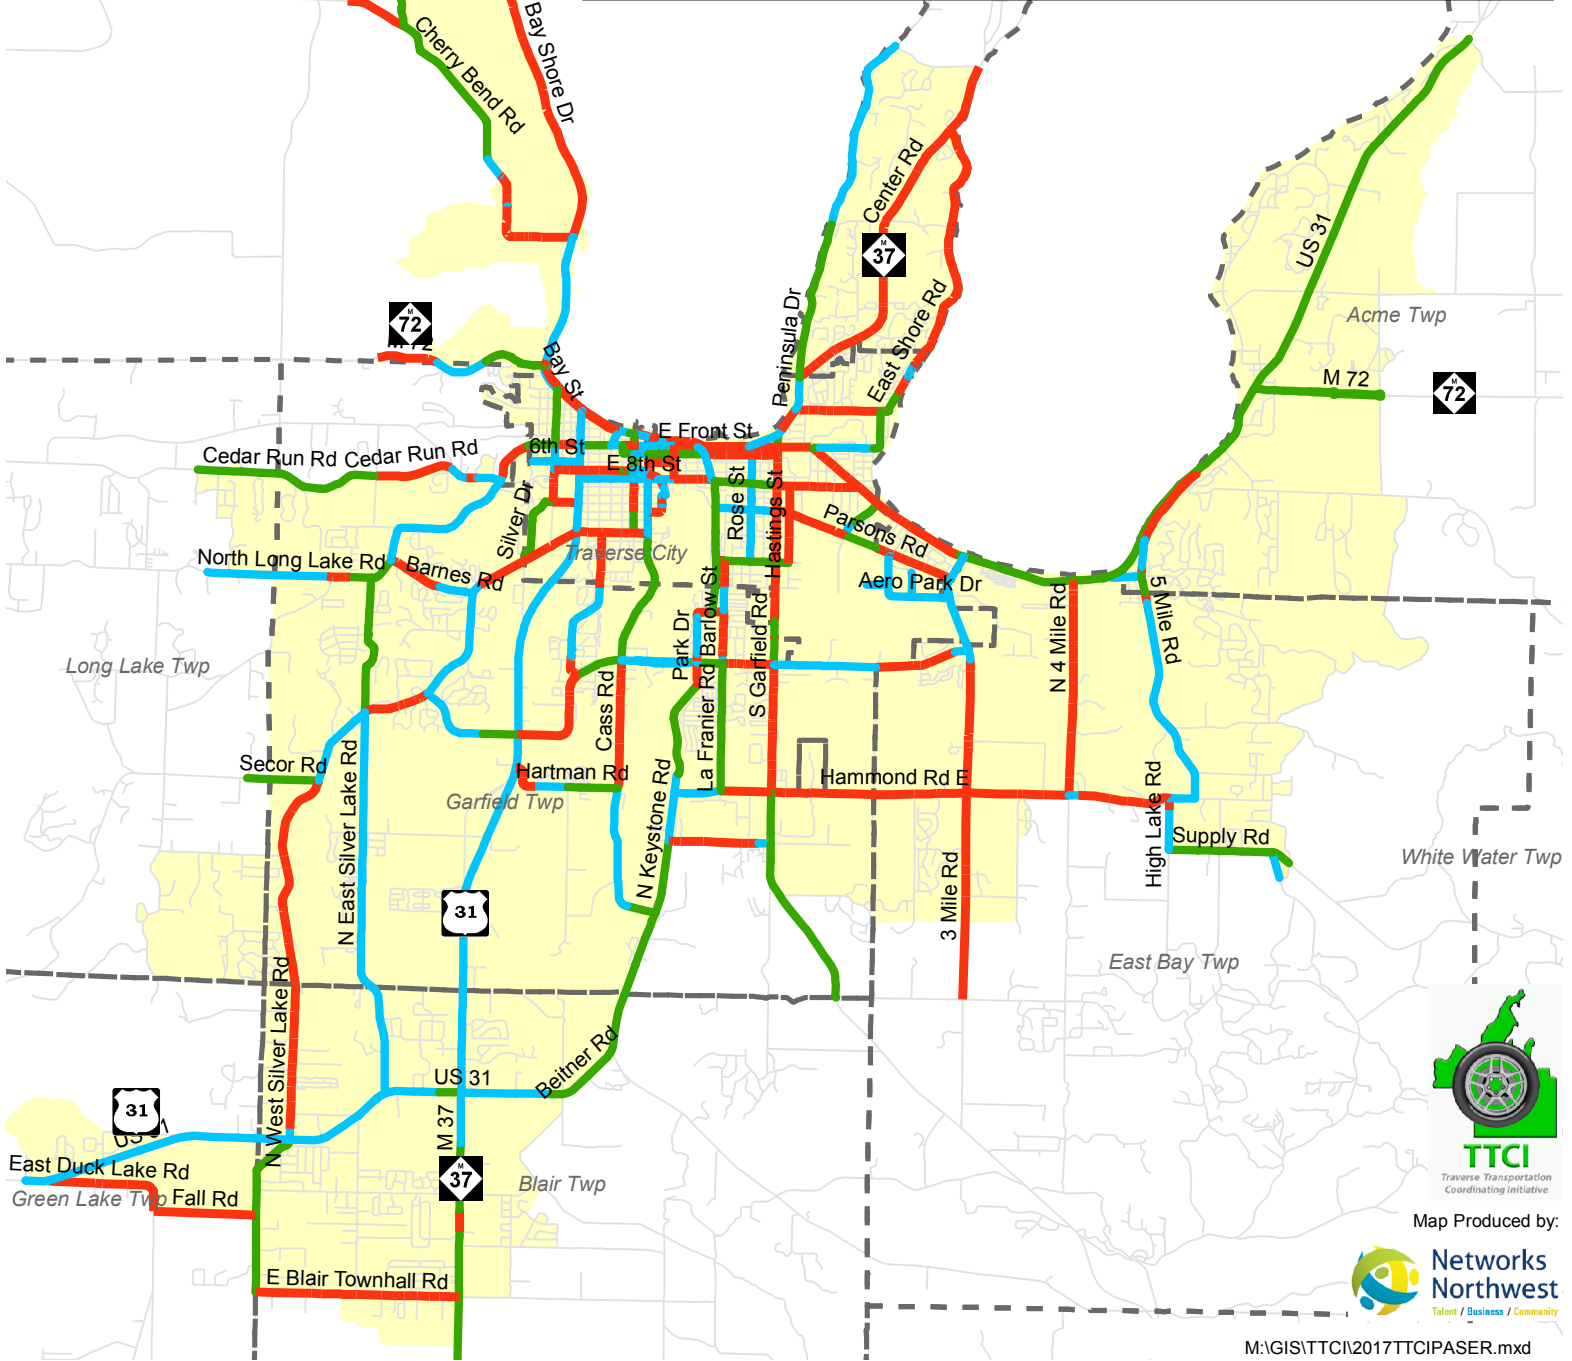 Cherry Bend Rd
Bay Shore Dr
Center Rd
M
37
US 31
Peninsula Dr
East Shore Rd
Acme Twp
M
72
M 72
Bay St
M 72
72
E Front St
6th St
E 8th St
Cedar Run Rd
Cedar Run Rd
Silver Dr
Rose St
Hastings St
Parsons Rd
North Long Lake Rd
Barnes Rd
Traverse City
Aero Park Dr
Barlow St
N 4 Mile Rd
5 Mile Rd
Long Lake Twp
Park Dr
S Garfield Rd
Cass Rd
La Franier Rd
Secor Rd
N East Silver Lake Rd
Hartman Rd
Garfield Twp
Hammond Rd E
N Keystone Rd
High Lake Rd
Supply Rd
White Water Twp
31
3 Mile Rd
East Bay Twp
N West Silver Lake Rd
US 31
Beitner Rd
31
US 31
M 37
East Duck Lake Rd
Green Lake Twp
Fall Rd
M
37
Blair Twp
E Blair Townhall Rd
TTCI
Traverse Transportation
Coordinating Initiative
Map Produced by:
Networks
Northwest
Talent / Business / Community
M:\GIS\TTCI\2017TTCIPASER.mxd